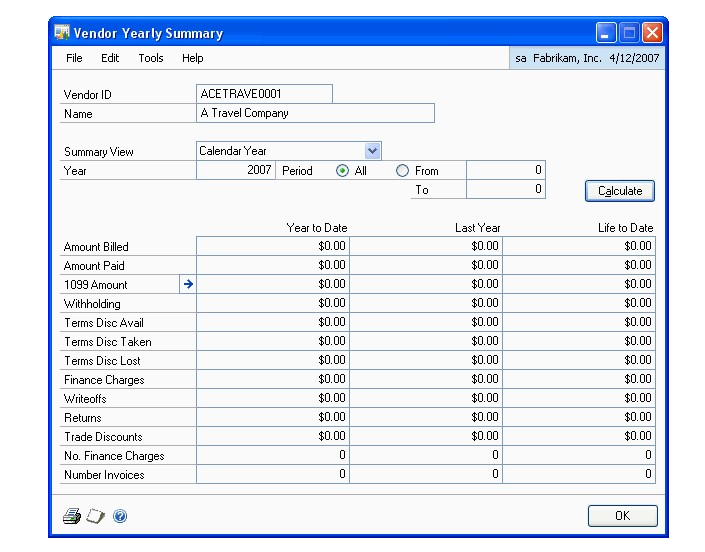 Vendor Yearly Summary
File Edit Tools Help sa Fabrikam, Inc. 4/12/2007
Vendor ID ACETRAVE0001
Name A Travel Company
Summary View Calendar Year
Year 2007 Period All From 0
To 0 Calculate
Year to Date Last Year Life to Date
Amount Billed $0.00 $0.00 $0.00
Amount Paid $0.00 $0.00 $0.00
1099 Amount $0.00 $0.00 $0.00
Withholding $0.00 $0.00 $0.00
Terms Disc Avail $0.00 $0.00 $0.00
Terms Disc Taken $0.00 $0.00 $0.00
Terms Disc Lost $0.00 $0.00 $0.00
Finance Charges $0.00 $0.00 $0.00
Writeoffs $0.00 $0.00 $0.00
Returns $0.00 $0.00 $0.00
Trade Discounts $0.00 $0.00 $0.00
No. Finance Charges 0 0 0
Number Invoices 0 0 0
OK